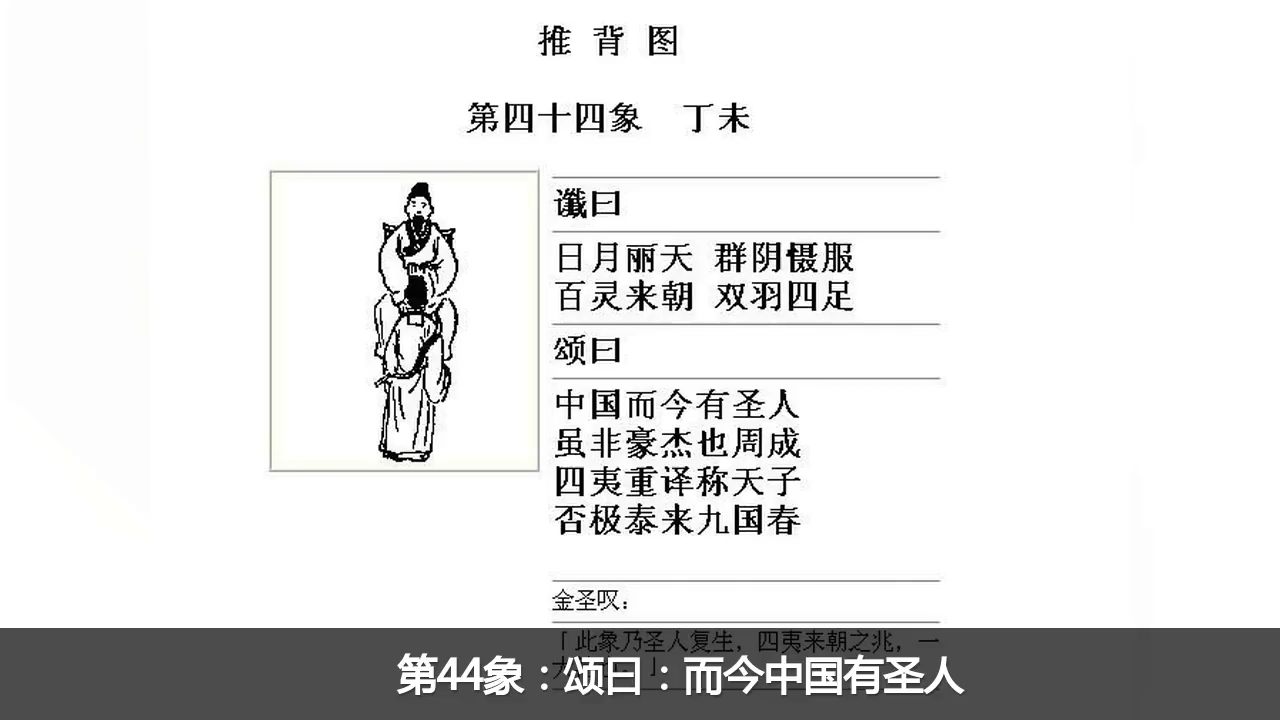 推 背 图
第四十四象 丁未
谶曰
日月丽天 群阴慑服
百灵来朝 双羽四足
颂曰
中国而今有圣人
虽非豪杰也周成
四夷重译称天子
否极泰来九国春
金圣叹：
「此象乃圣人复生，四夷来朝之兆，一
第44象：颂曰：而今中国有圣人